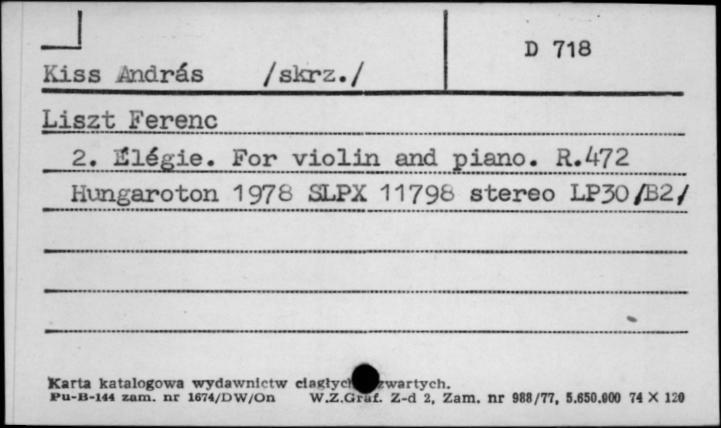 D 718
Kiss András /skrz./
Liszt Ferenc
2. Élégie. For violin and piano. R.472
Hungaroton 1978 SLPX 11798 stereo LP30/B2/
Karta katalogowa wydawnictw zwartych.
Pu-B-144 zam. nr 1674/DW/On W.Z.Graf. Z-d 2, Zam. nr 988/77, 5.650.000 74 X 120